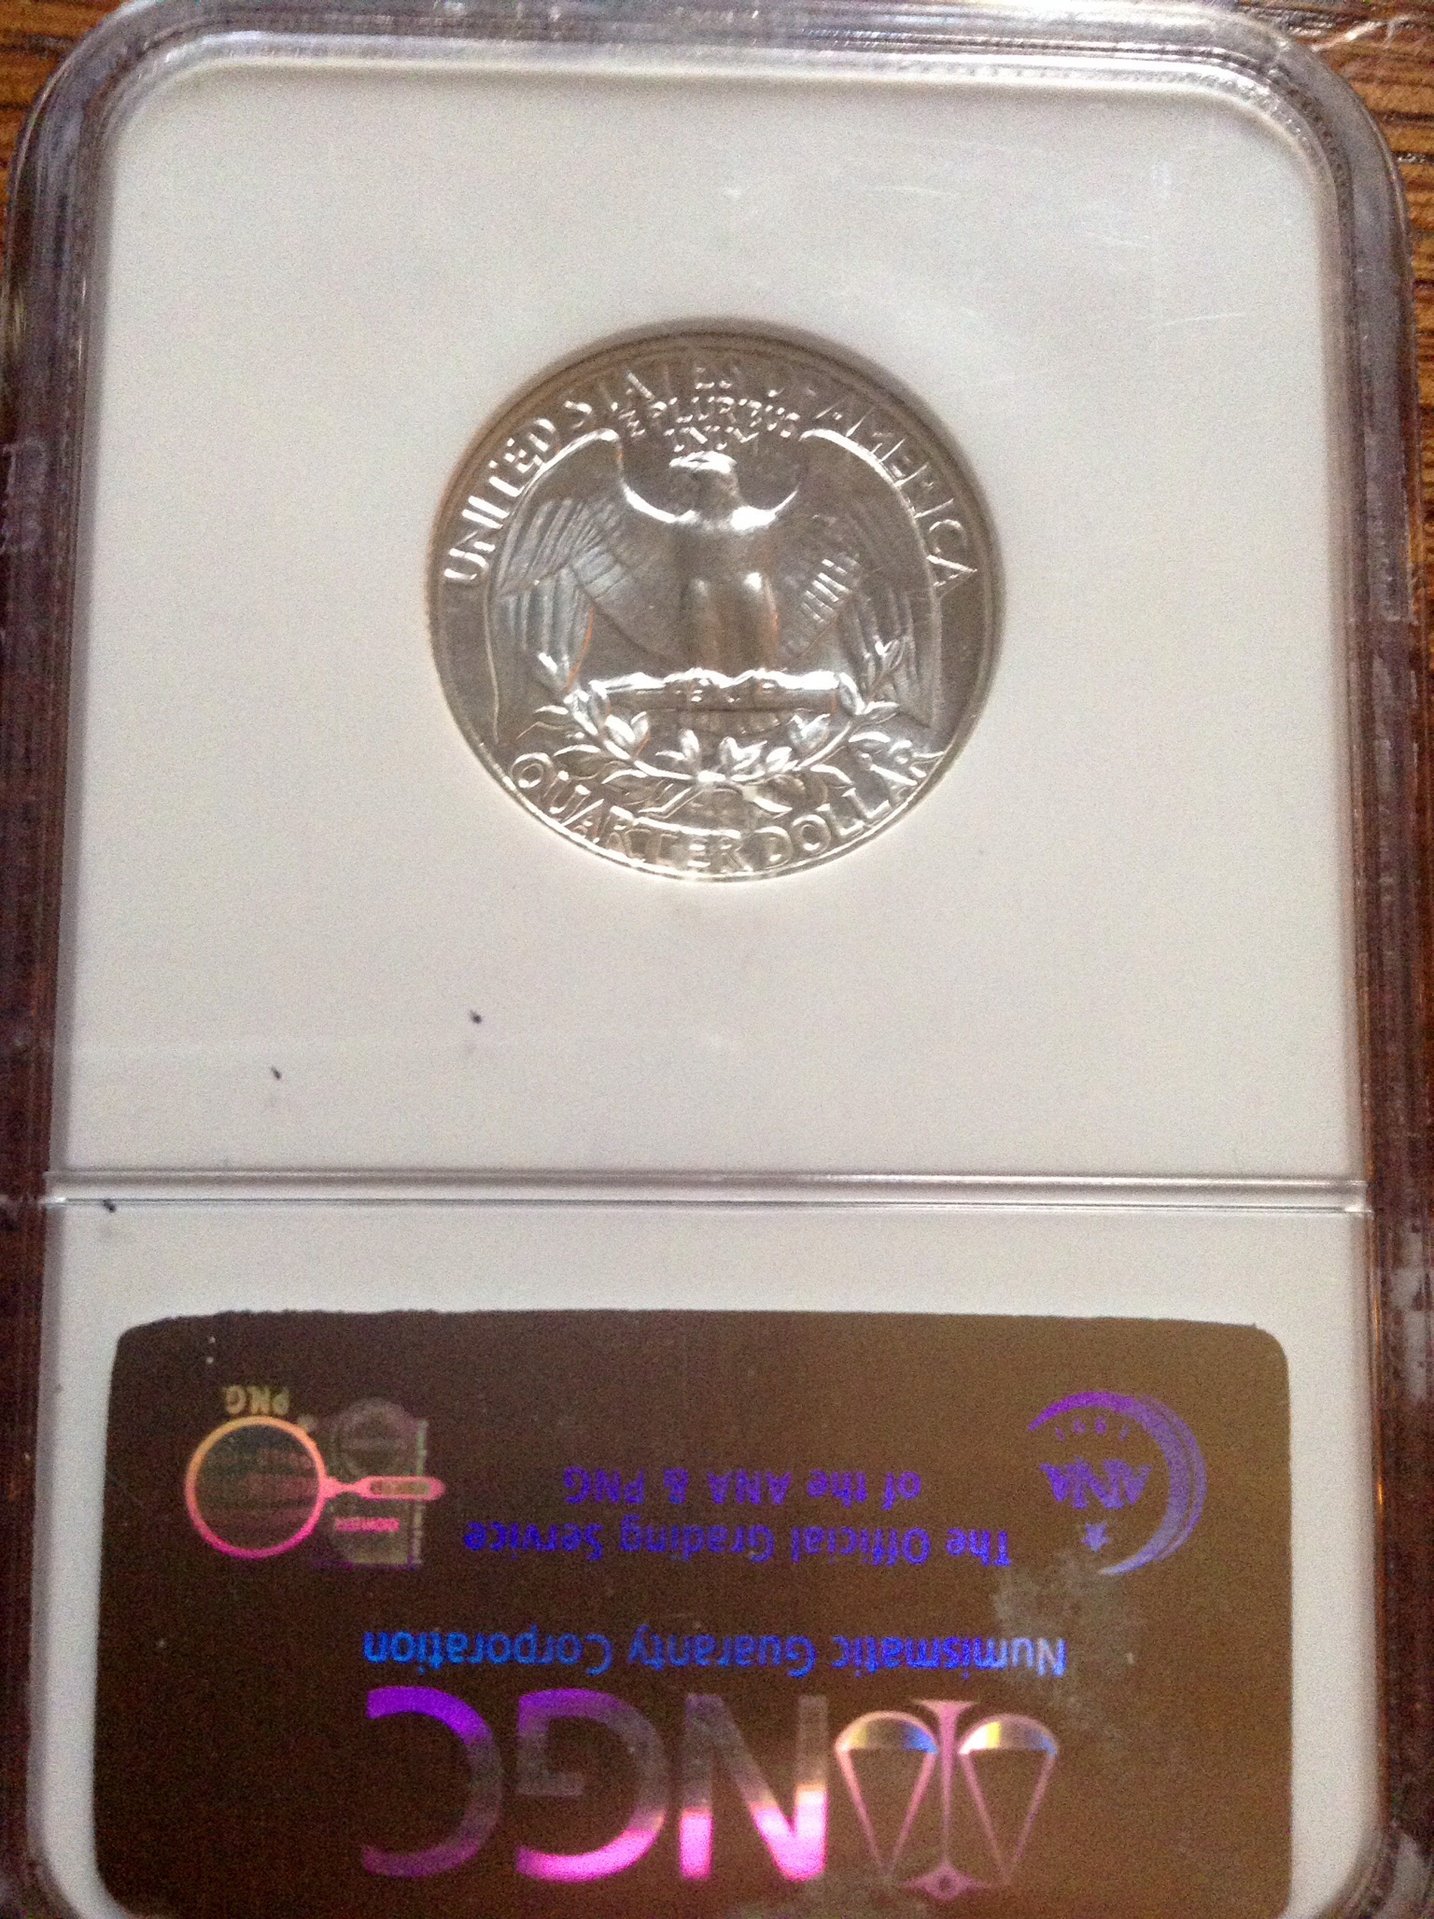 UNITED STATES OF AMERICA
E PLURIBUS
UNUM
QUARTER DOLLAR
NGC
Numismatic Guaranty Corporation
The Official Grading Service
of the ANA & PNG
ANA
PNG